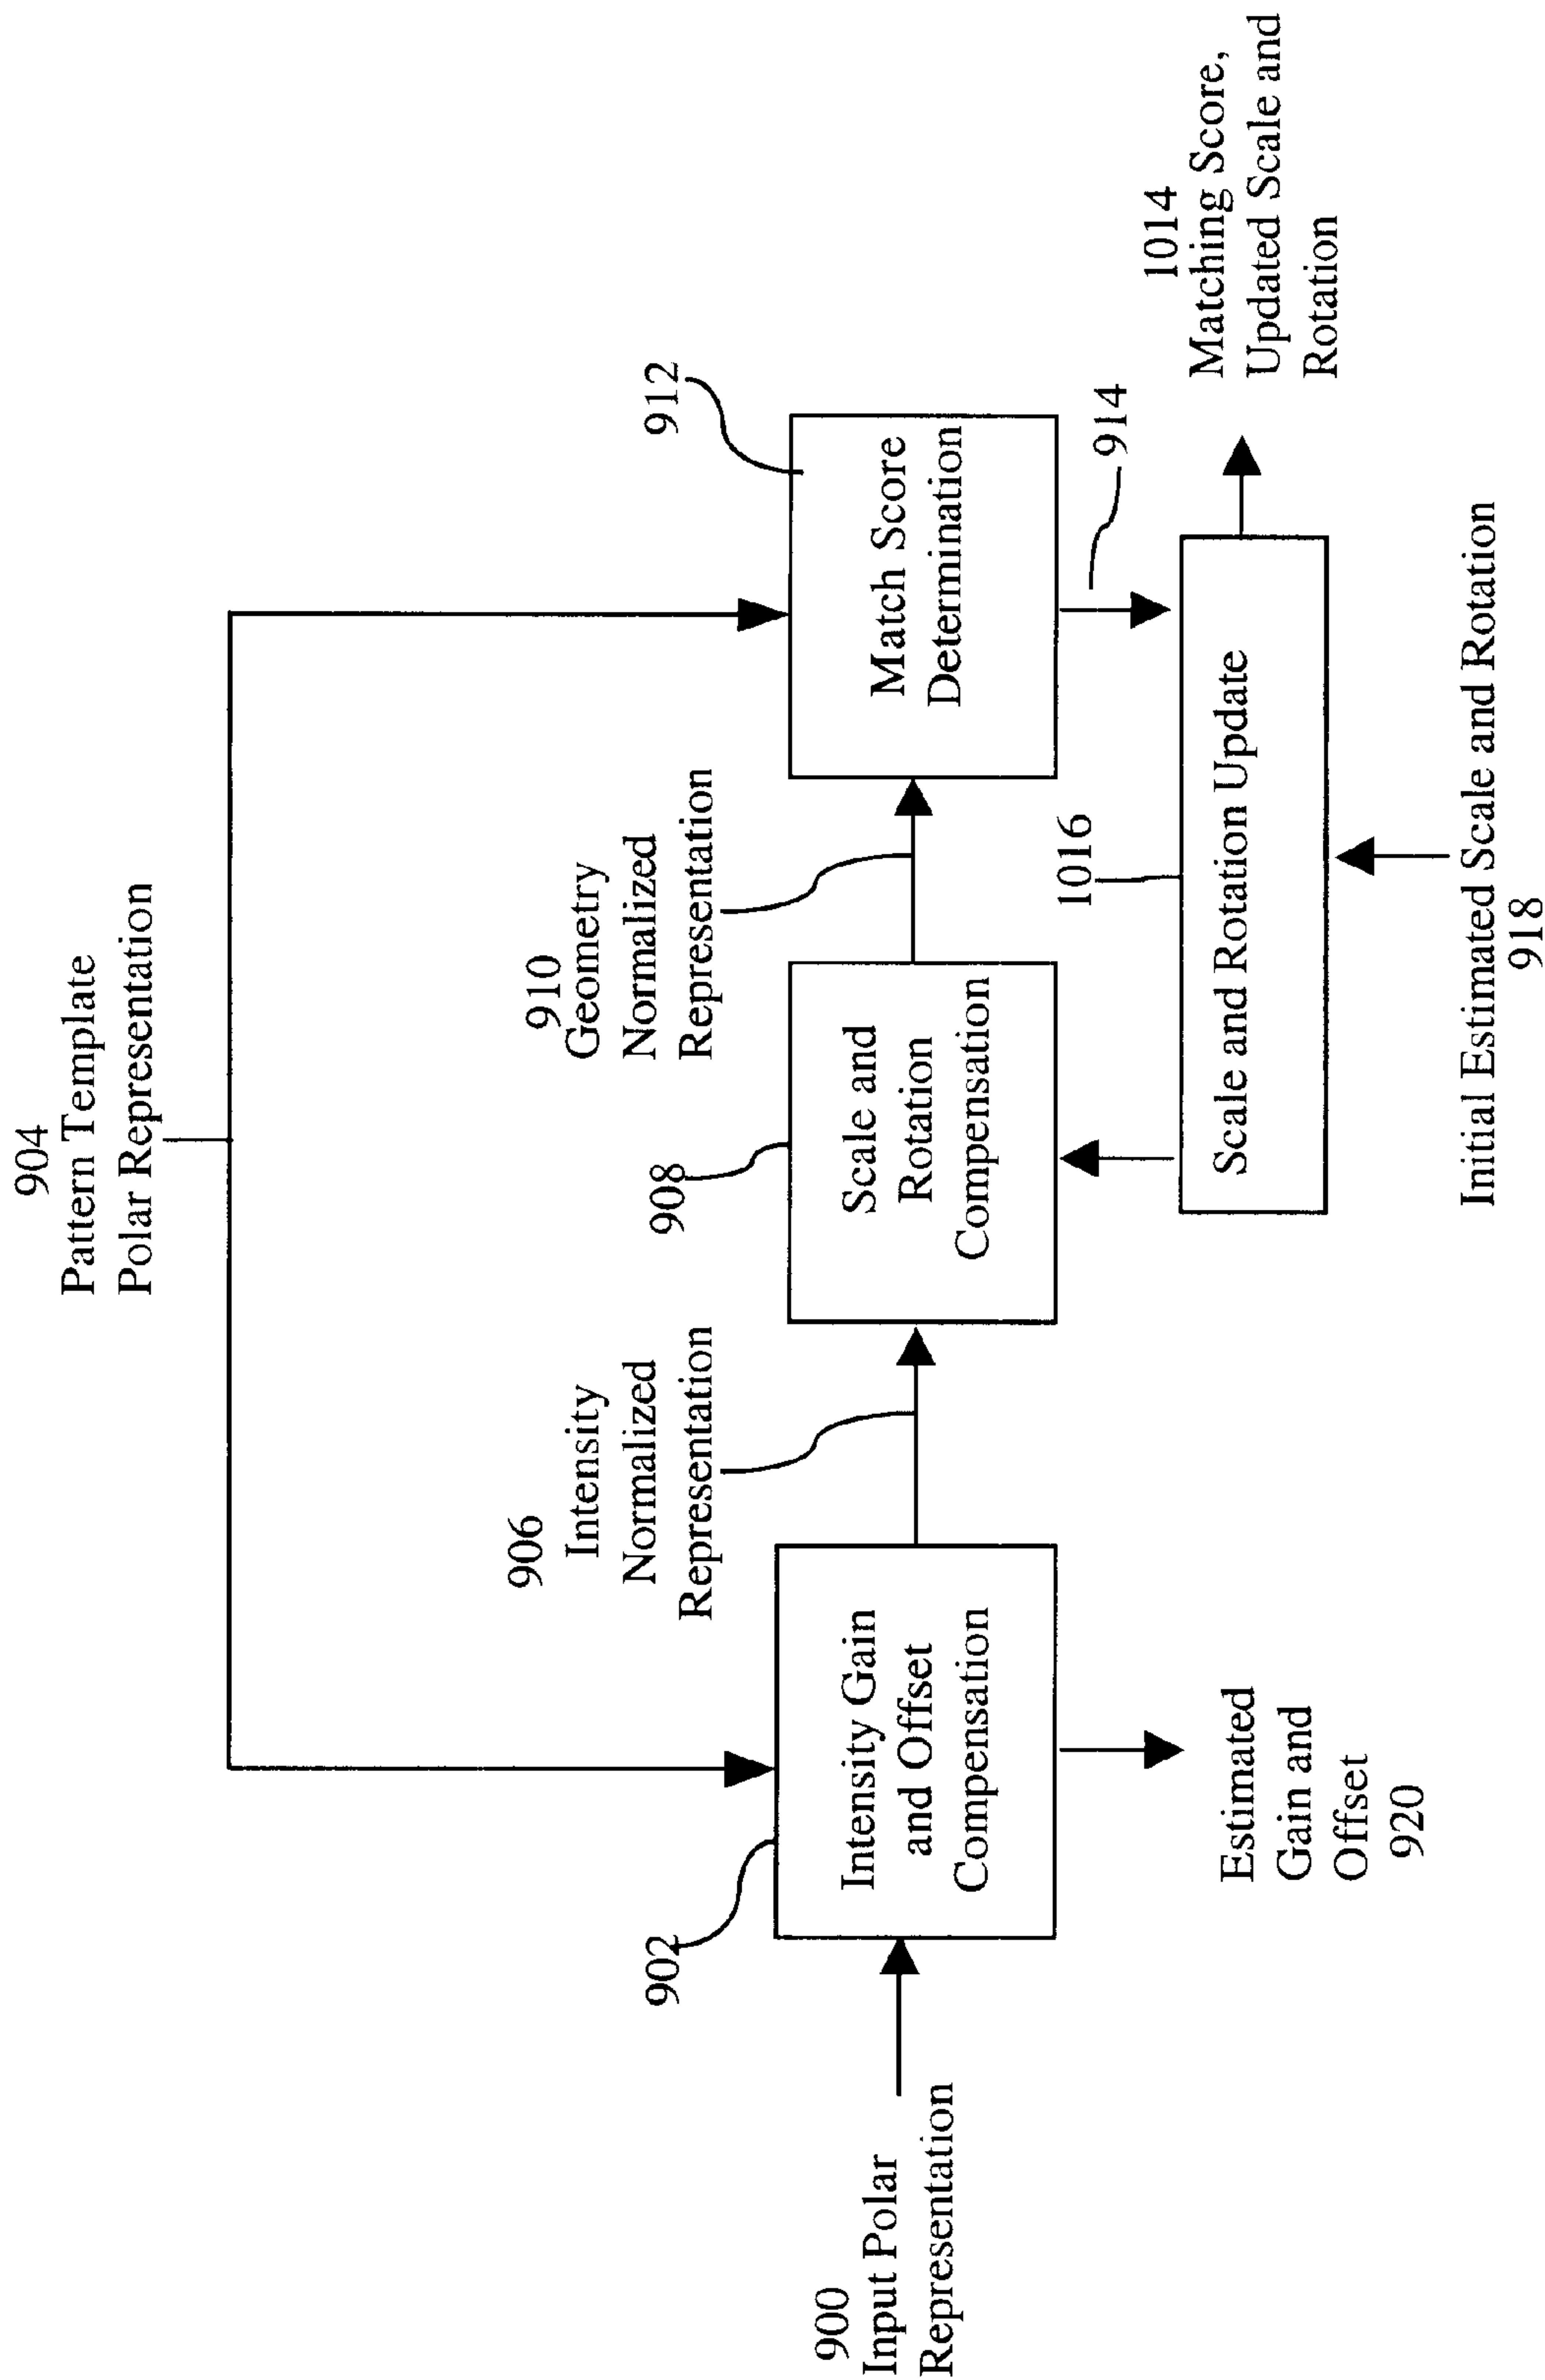 904
Pattern Template
Polar Representation
900
Input Polar
Representation
902
Intensity Gain
and Offset
Compensation
Estimated
Gain and
Offset
920
906
Intensity
Normalized
Representation
908
Scale and
Rotation
Compensation
910
Geometry
Normalized
Representation
912
Match Score
Determination
914
1016
Scale and Rotation Update
Initial Estimated Scale and Rotation
918
1014
Matching Score,
Updated Scale and
Rotation